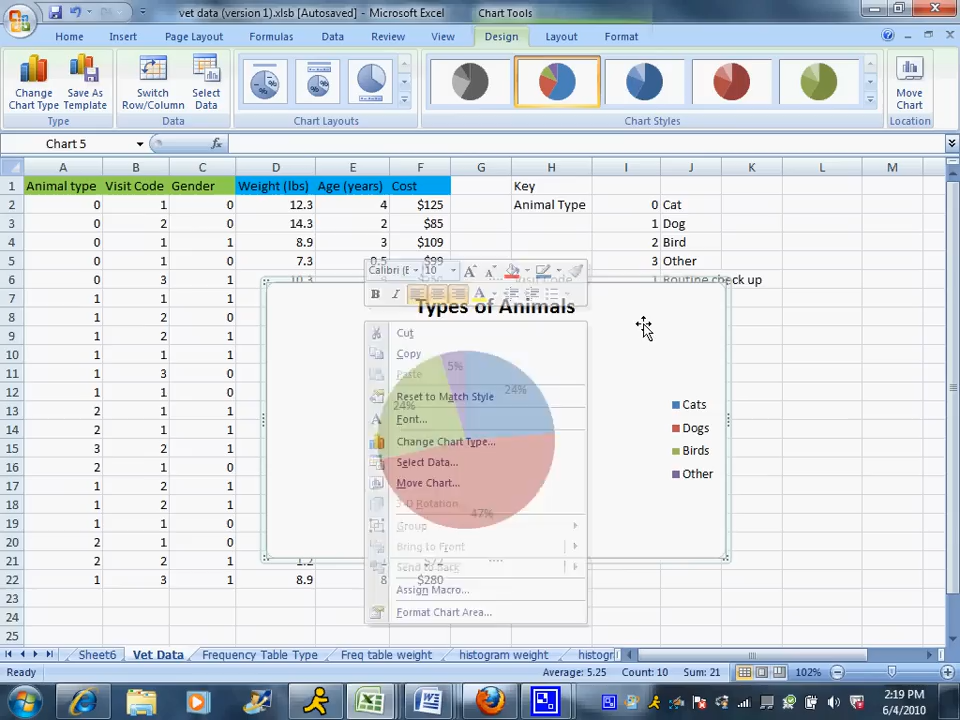 vet data (version 1).xlsb [Autosaved] - Microsoft Excel
Chart Tools
Home Insert Page Layout Formulas Data Review View Design Layout Format
Change Chart Type
Save As Template
Switch Row/Column
Select Data
Move Chart
Type Data Chart Layouts Chart Styles Location
Chart 5
A B C D E F G H I J K L M
1 Animal type Visit Code Gender Weight (lbs) Age (years) Cost Key
2 0 1 0 12.3 4 $125 Animal Type 0 Cat
3 0 2 0 14.3 2 $85 1 Dog
4 0 1 1 8.9 3 $109 2 Bird
5 0 1 0 7.3 0.5 $99 3 Other
6 0 3 1 10.3 1 Routine check up
7 1 1 1
8 1 2 0
9 1 2 1
10 1 1 1
11 1 3 0
12 1 1 0
13 2 1 1
14 1 2 0
15 3 2 1
16 2 1 0
17 1 2 1
18 1 2 0
19 1 1 0
20 2 1 0
21 2 2 1 1.2 $72
22 1 3 1 8.9 8 $280
23
24
25
Calibri (E 10
B I A
Types of Animals
5%
24%
24%
47%
Cats
Dogs
Birds
Other
Cut
Copy
Paste
Reset to Match Style
Font...
Change Chart Type...
Select Data...
Move Chart...
3-D Rotation
Group
Bring to Front
Send to Back
Assign Macro...
Format Chart Area...
Sheet6 Vet Data Frequency Table Type Freq table weight histogram weight histogr
Ready Average: 5.25 Count: 10 Sum: 21 102%
2:19 PM
6/4/2010